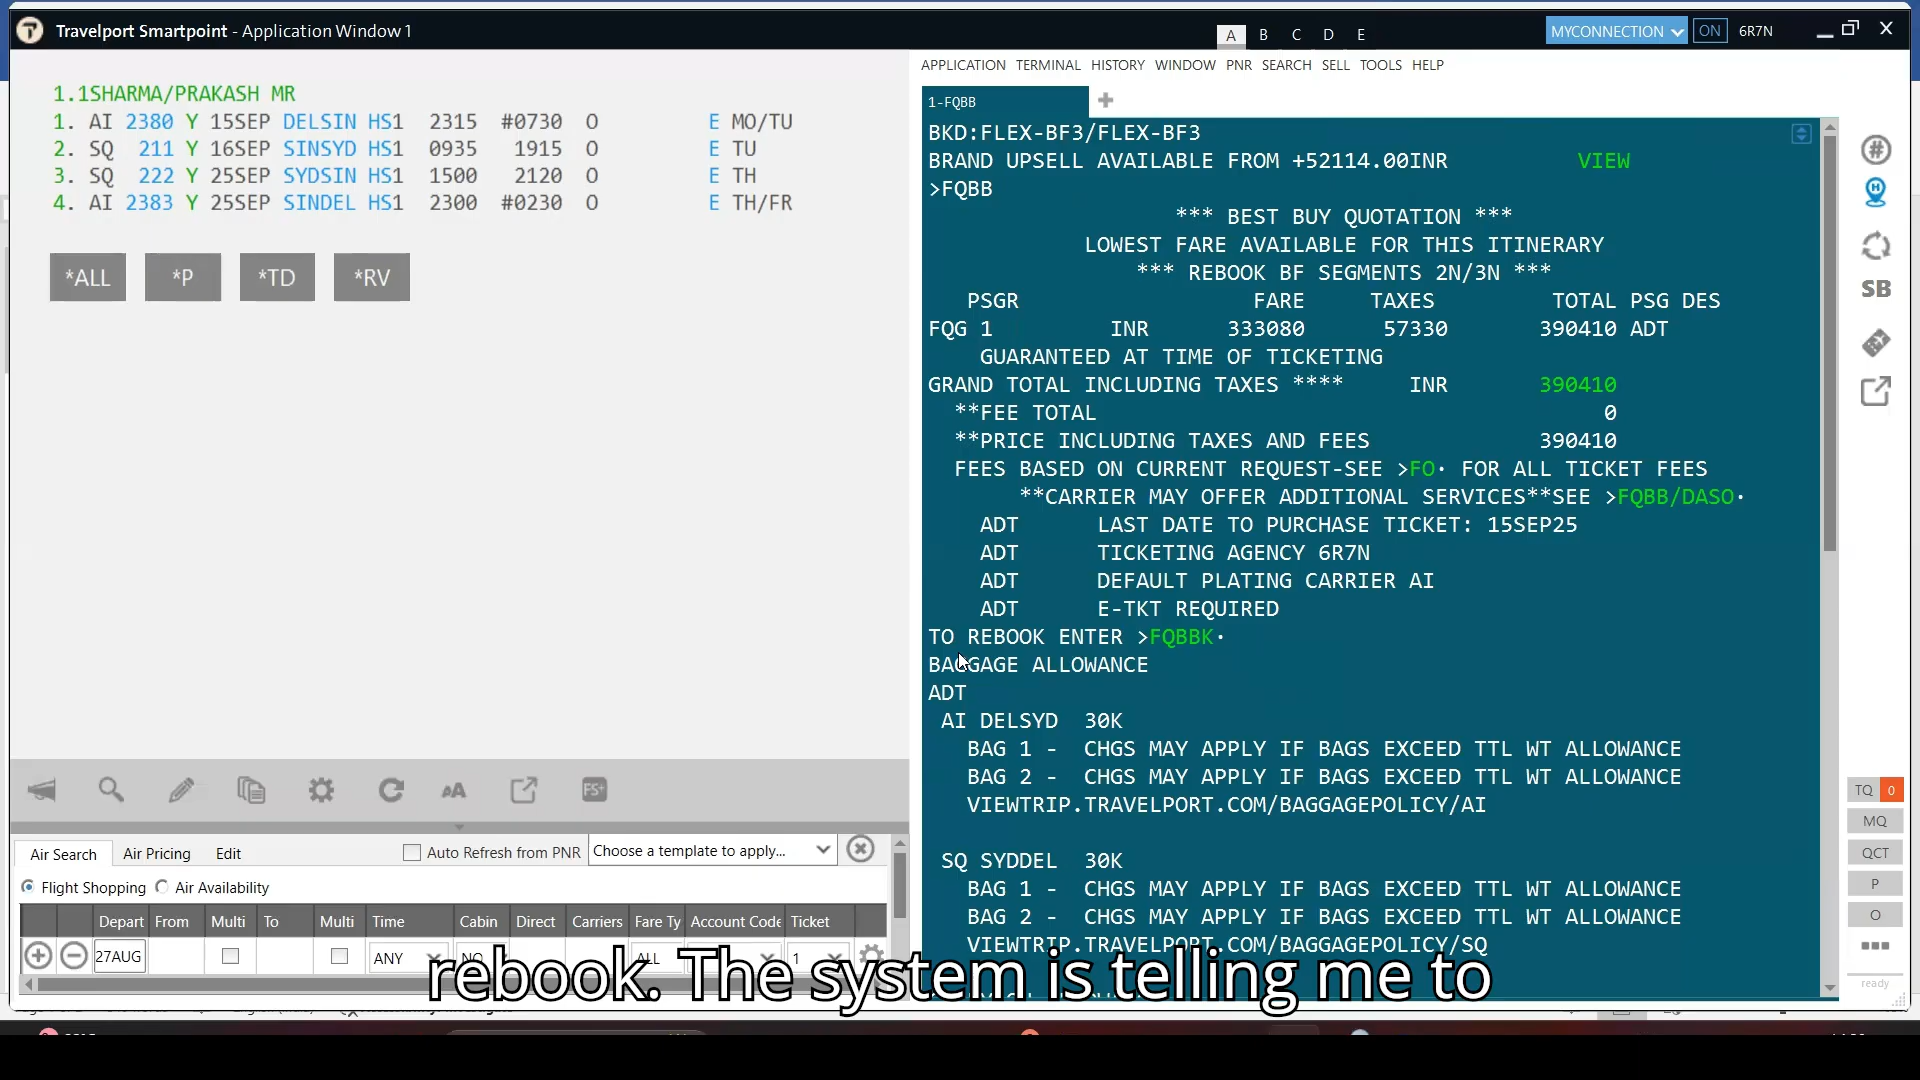 Travelport Smartpoint - Application Window 1
A B C D E
MYCONNECTION ON 6R7N
APPLICATION TERMINAL HISTORY WINDOW PNR SEARCH SELL TOOLS HELP
1.1SHARMA/PRAKASH MR
1. AI 2380 Y 15SEP DELSIN HS1 2315 #0730 O E MO/TU
2. SQ 211 Y 16SEP SINSYD HS1 0935 1915 O E TU
3. SQ 222 Y 25SEP SYDSIN HS1 1500 2120 O E TH
4. AI 2383 Y 25SEP SINDEL HS1 2300 #0230 O E TH/FR
*ALL *P *TD *RV
1-FQBB
BKD:FLEX-BF3/FLEX-BF3
BRAND UPSELL AVAILABLE FROM +52114.00INR VIEW
>FQBB
*** BEST BUY QUOTATION ***
LOWEST FARE AVAILABLE FOR THIS ITINERARY
*** REBOOK BF SEGMENTS 2N/3N ***
PSGR FARE TAXES TOTAL PSG DES
FQG 1 INR 333080 57330 390410 ADT
GUARANTEED AT TIME OF TICKETING
GRAND TOTAL INCLUDING TAXES **** INR 390410
**FEE TOTAL 0
**PRICE INCLUDING TAXES AND FEES 390410
FEES BASED ON CURRENT REQUEST-SEE >FO· FOR ALL TICKET FEES
**CARRIER MAY OFFER ADDITIONAL SERVICES**SEE >FQBB/DASO·
ADT LAST DATE TO PURCHASE TICKET: 15SEP25
ADT TICKETING AGENCY 6R7N
ADT DEFAULT PLATING CARRIER AI
ADT E-TKT REQUIRED
TO REBOOK ENTER >FQBBK·
BAGGAGE ALLOWANCE
ADT
AI DELSYD 30K
BAG 1 - CHGS MAY APPLY IF BAGS EXCEED TTL WT ALLOWANCE
BAG 2 - CHGS MAY APPLY IF BAGS EXCEED TTL WT ALLOWANCE
VIEWTRIP.TRAVELPORT.COM/BAGGAGEPOLICY/AI
SQ SYDDEL 30K
BAG 1 - CHGS MAY APPLY IF BAGS EXCEED TTL WT ALLOWANCE
BAG 2 - CHGS MAY APPLY IF BAGS EXCEED TTL WT ALLOWANCE
VIEWTRIP.TRAVELPORT.COM/BAGGAGEPOLICY/SQ
#
SB
TQ 0
MQ
QCT
P
O
ready
AA
FS+
Air Search Air Pricing Edit Auto Refresh from PNR Choose a template to apply...
Flight Shopping Air Availability
Depart From Multi To Multi Time Cabin Direct Carriers Fare Ty Account Code Ticket
27AUG ANY NO ALL 1
rebook. The system is telling me to